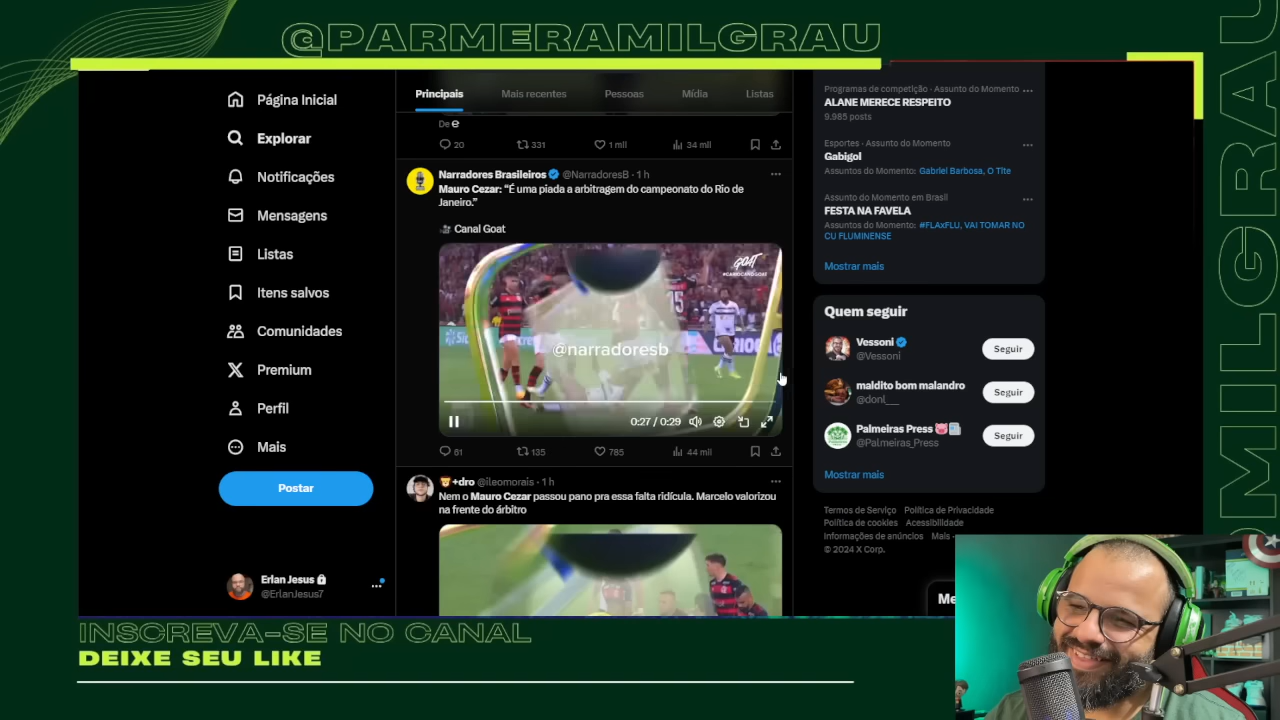 @PARMERAMILGRAU
Página Inicial
Explorar
Notificações
Mensagens
Listas
Itens salvos
Comunidades
Premium
Perfil
Mais
Postar
Erlan Jesus
@ErlanJesus7
Principais
Mais recentes
Pessoas
Mídia
Listas
De
20
331
1 mil
34 mil
Narradores Brasileiros @NarradoresB · 1 h
Mauro Cezar: “É uma piada a arbitragem do campeonato do Rio de
Janeiro.”
Canal Goat
GOAT
#CARIOCANOGOAT
@narradoresb
0:27 / 0:29
61
135
785
44 mil
+dro @ileomorais · 1 h
Nem o Mauro Cezar passou pano pra essa falta ridícula. Marcelo valorizou
na frente do árbitro
Programas de competição · Assunto do Momento
ALANE MERECE RESPEITO
9.985 posts
Esportes · Assunto do Momento
Gabigol
Assuntos do Momento: Gabriel Barbosa, O Tite
Assunto do Momento em Brasil
FESTA NA FAVELA
Assuntos do Momento: #FLAxFLU, VAI TOMAR NO
CU FLUMINENSE
Mostrar mais
Quem seguir
Vessoni
@Vessoni
Seguir
maldito bom malandro
@donl___
Seguir
Palmeiras Press
@Palmeiras_Press
Seguir
Mostrar mais
Termos de Serviço Política de Privacidade
Política de cookies Acessibilidade
Informações de anúncios Mais
© 2024 X Corp.
Me
INSCREVA-SE NO CANAL
DEIXE SEU LIKE
OMILGRAU